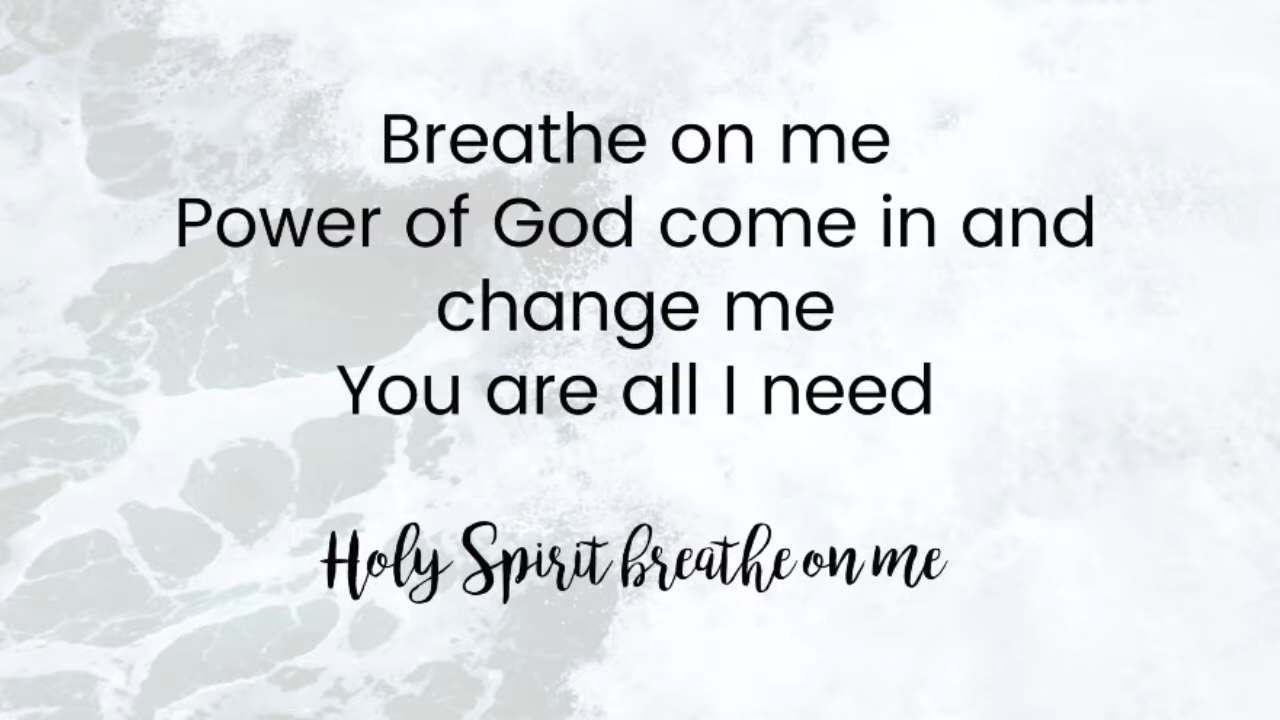 Breathe on me
Power of God come in and
change me
You are all I need
Holy Spirit breathe on me